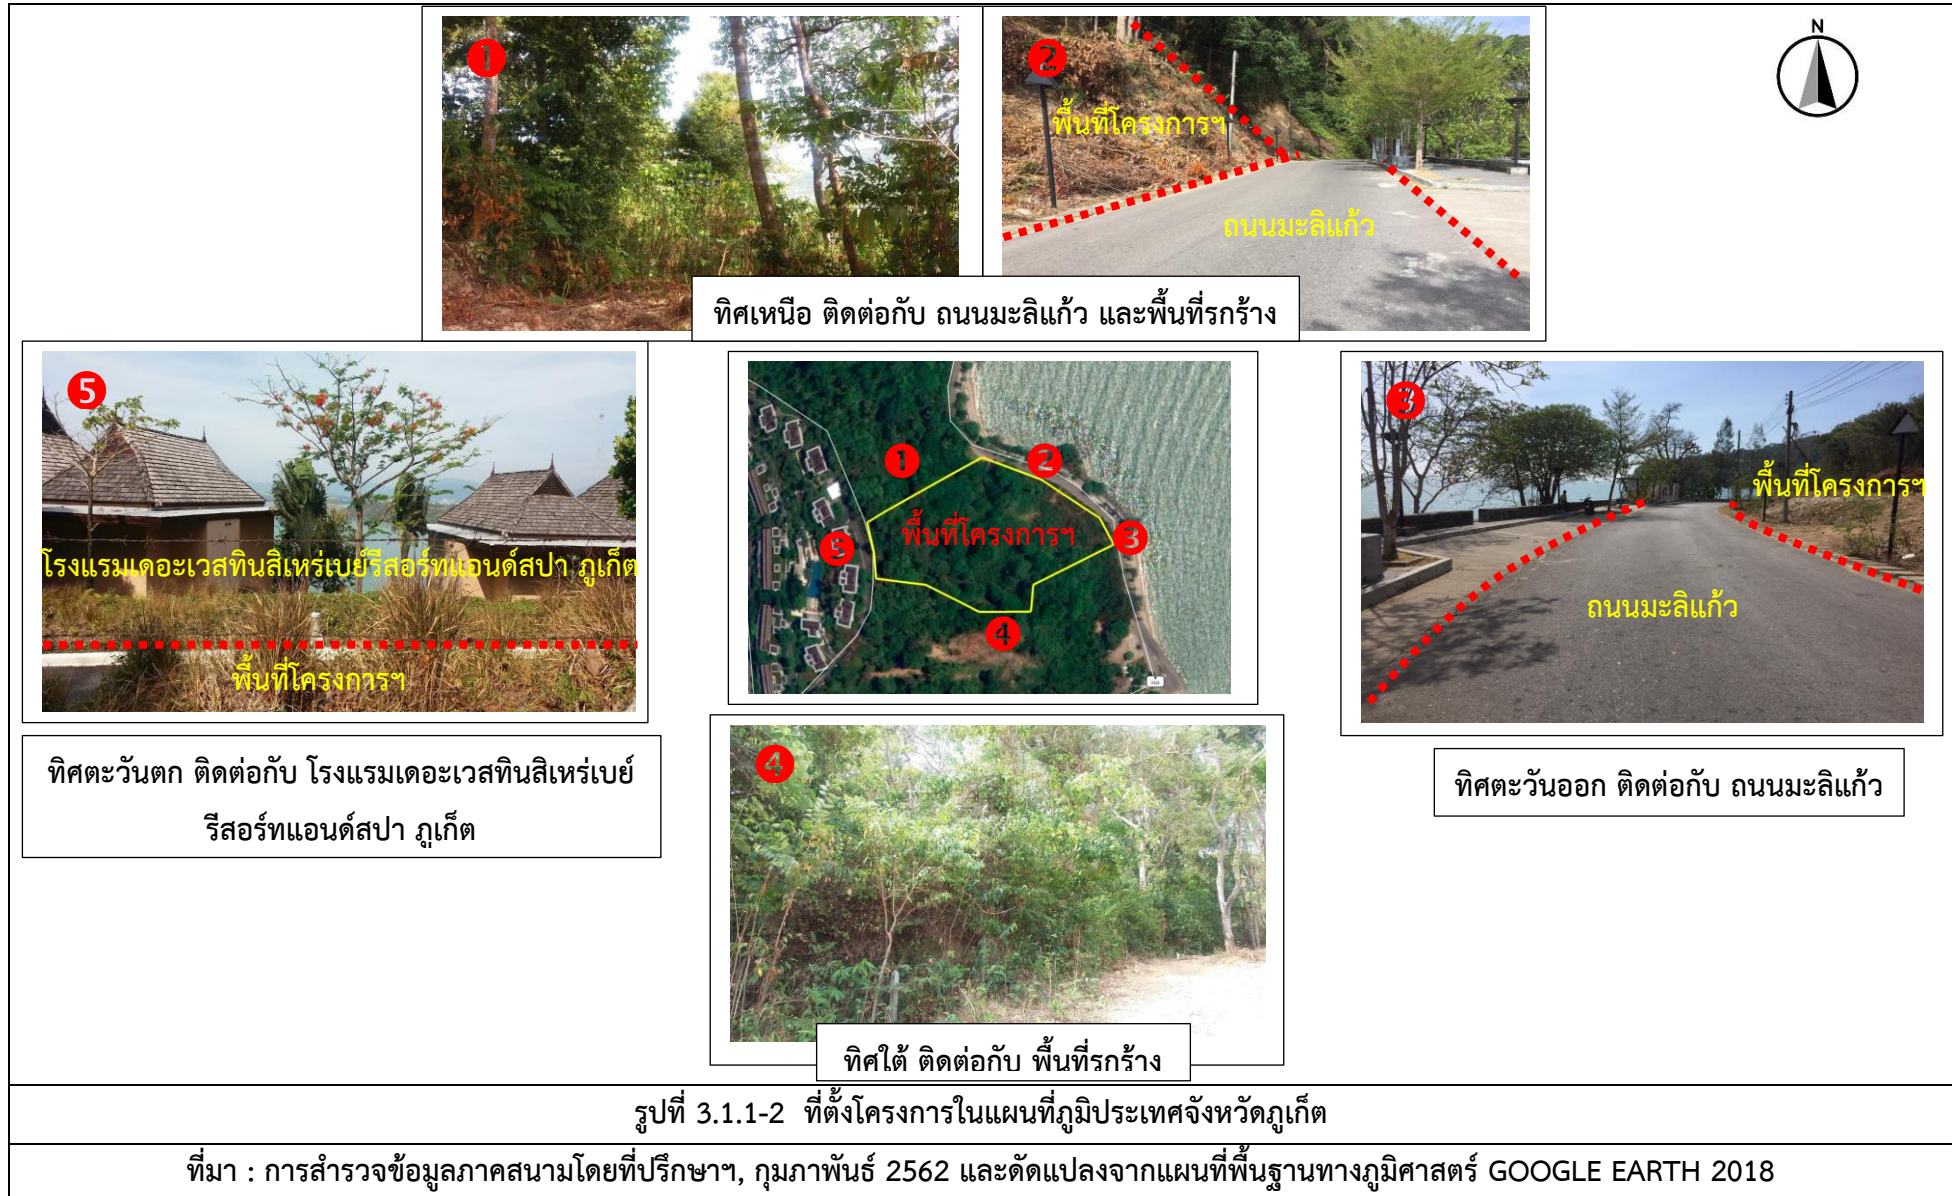 N
1
2
พื้นที่โครงการฯ
ถนนมะลิแก้ว
ทิศเหนือ ติดต่อกับ ถนนมะลิแก้ว และพื้นที่รกร้าง
5
โรงแรมเดอะเวสทินสิเหร่เบย์รีสอร์ทแอนด์สปา ภูเก็ต
พื้นที่โครงการฯ
ทิศตะวันตก ติดต่อกับ โรงแรมเดอะเวสทินสิเหร่เบย์
รีสอร์ทแอนด์สปา ภูเก็ต
1
2
พื้นที่โครงการฯ
3
5
4
3
พื้นที่โครงการฯ
ถนนมะลิแก้ว
ทิศตะวันออก ติดต่อกับ ถนนมะลิแก้ว
4
ทิศใต้ ติดต่อกับ พื้นที่รกร้าง
รูปที่ 3.1.1-2 ที่ตั้งโครงการในแผนที่ภูมิประเทศจังหวัดภูเก็ต
ที่มา : การสำรวจข้อมูลภาคสนามโดยที่ปรึกษาฯ, กุมภาพันธ์ 2562 และดัดแปลงจากแผนที่พื้นฐานทางภูมิศาสตร์ GOOGLE EARTH 2018